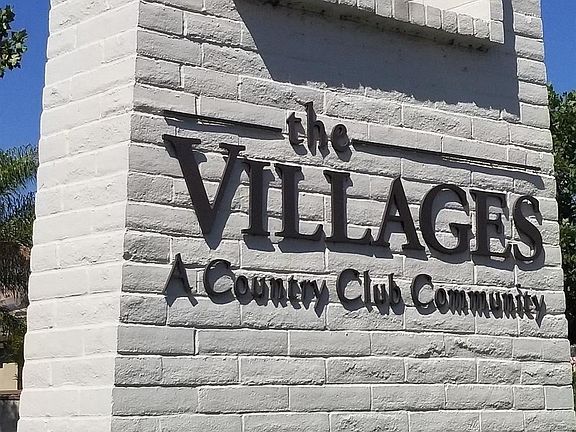 the
VILLAGES
A Country Club Community